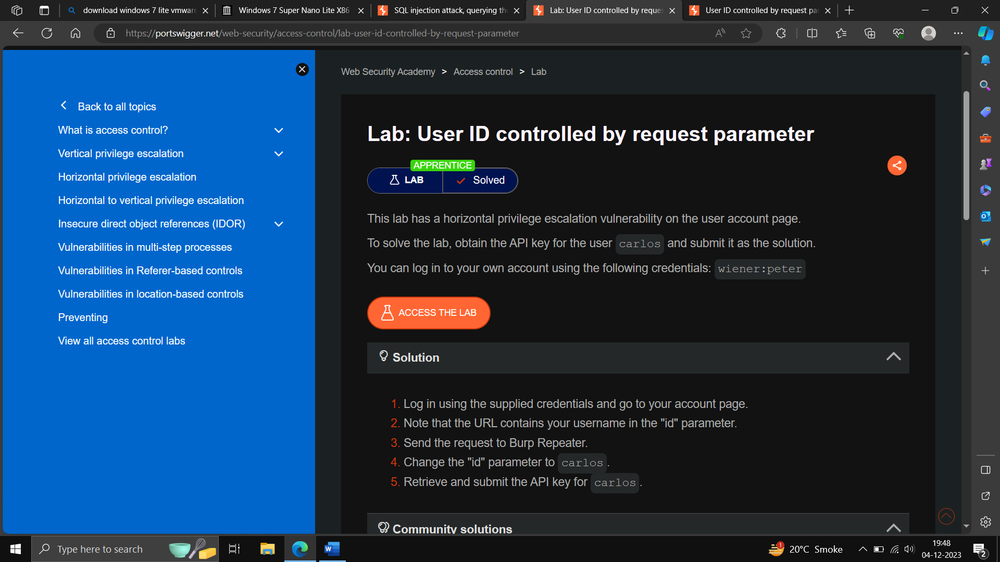 download windows 7 lite vmware
Windows 7 Super Nano Lite X86
SQL injection attack, querying the
Lab: User ID controlled by reques
User ID controlled by request pa
https://portswigger.net/web-security/access-control/lab-user-id-controlled-by-request-parameter
Back to all topics
What is access control?
Vertical privilege escalation
Horizontal privilege escalation
Horizontal to vertical privilege escalation
Insecure direct object references (IDOR)
Vulnerabilities in multi-step processes
Vulnerabilities in Referer-based controls
Vulnerabilities in location-based controls
Preventing
View all access control labs
Web Security Academy > Access control > Lab
Lab: User ID controlled by request parameter
APPRENTICE
LAB Solved
This lab has a horizontal privilege escalation vulnerability on the user account page.
To solve the lab, obtain the API key for the user carlos and submit it as the solution.
You can log in to your own account using the following credentials: wiener:peter
ACCESS THE LAB
Solution
1. Log in using the supplied credentials and go to your account page.
2. Note that the URL contains your username in the "id" parameter.
3. Send the request to Burp Repeater.
4. Change the "id" parameter to carlos.
5. Retrieve and submit the API key for carlos.
Community solutions
Type here to search
1
20°C Smoke
19:48
04-12-2023
2